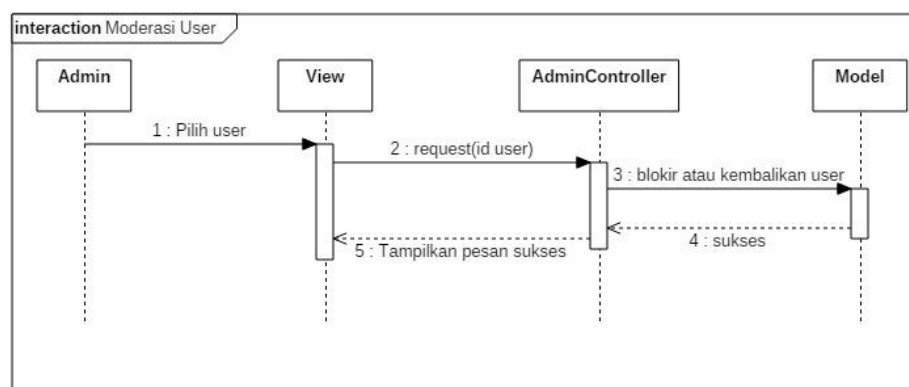 interaction Moderasi User
Admin
View
AdminController
Model
1 : Pilih user
2 : request(id user)
3 : blokir atau kembalikan user
4 : sukses
5 : Tampilkan pesan sukses